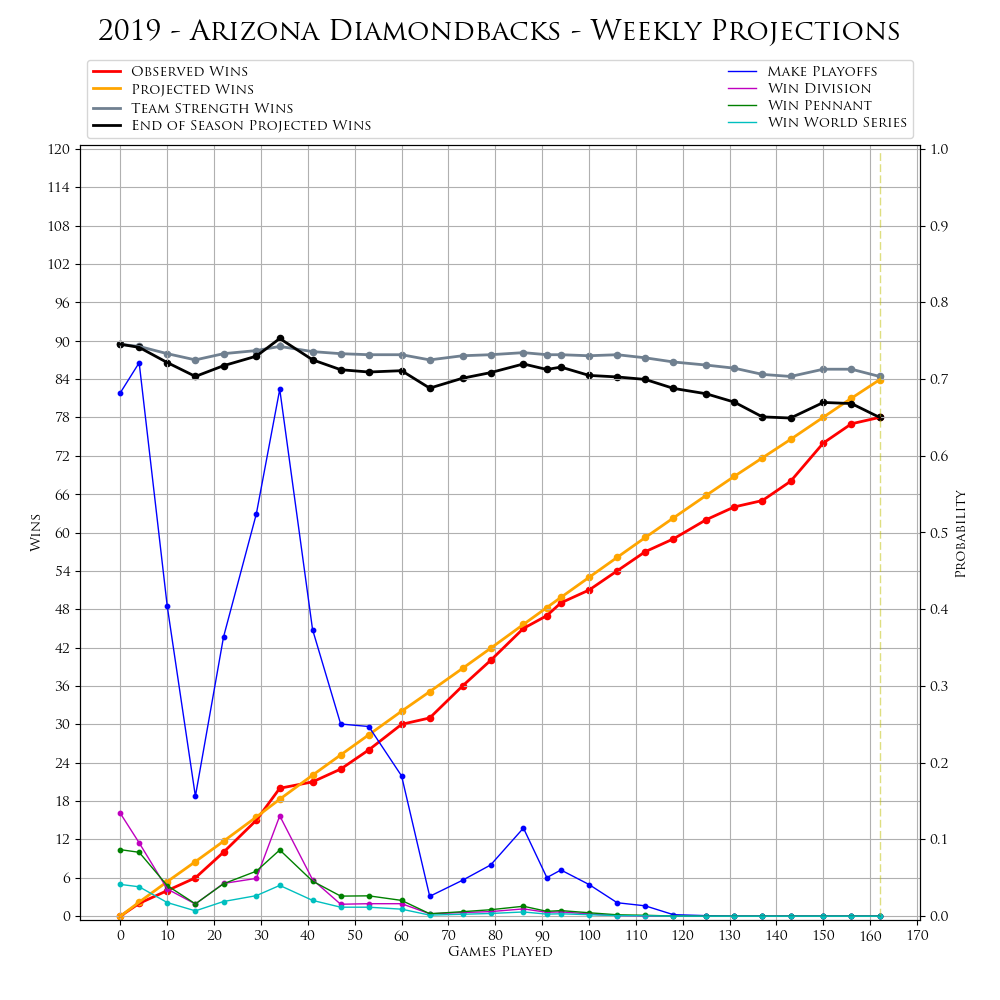 2019 - Arizona Diamondbacks - Weekly Projections
Observed Wins
Projected Wins
Team Strength Wins
End of Season Projected Wins
Make Playoffs
Win Division
Win Pennant
Win World Series
120
114
108
102
96
90
84
78
72
66
60
54
48
42
36
30
24
18
12
6
0
Wins
1.0
0.9
0.8
0.7
0.6
0.5
0.4
0.3
0.2
0.1
0.0
Probability
0 10 20 30 40 50 60 70 80 90 100 110 120 130 140 150 160 170
Games Played